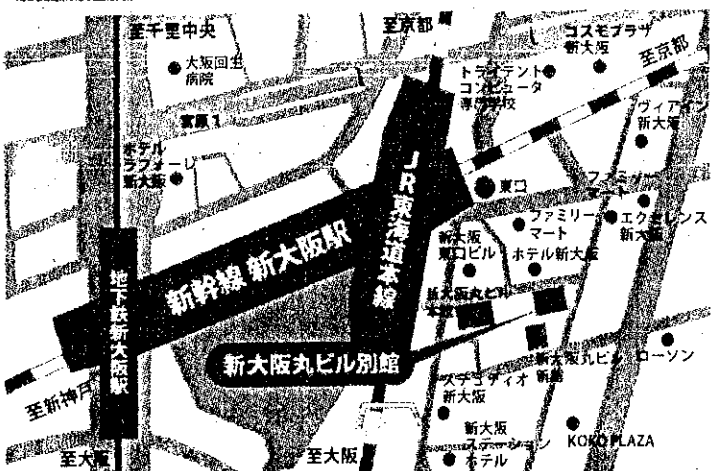 至千里中央
至京都
コスモプラザ
新大阪
大阪回生
病院
トライデント
コンピュータ
専門学校
至京都
宮原1
ヴィアイン
新大阪
ホテル
ラフォーレ
新大阪
JR東海道本線
東口
ファミリー
マート
ファミリー
マート
エクセレンス
新大阪
新幹線 新大阪駅
新大阪
東口ビル
ホテル新大阪
地下鉄新大阪駅
新大阪丸ビル
本館
新大阪丸ビル別館
新大阪丸ビル
新館
ローソン
至新神戸
ステュディオ
新大阪
新大阪
ステーション
ホテル
KOKO PLAZA
至大阪
至大阪